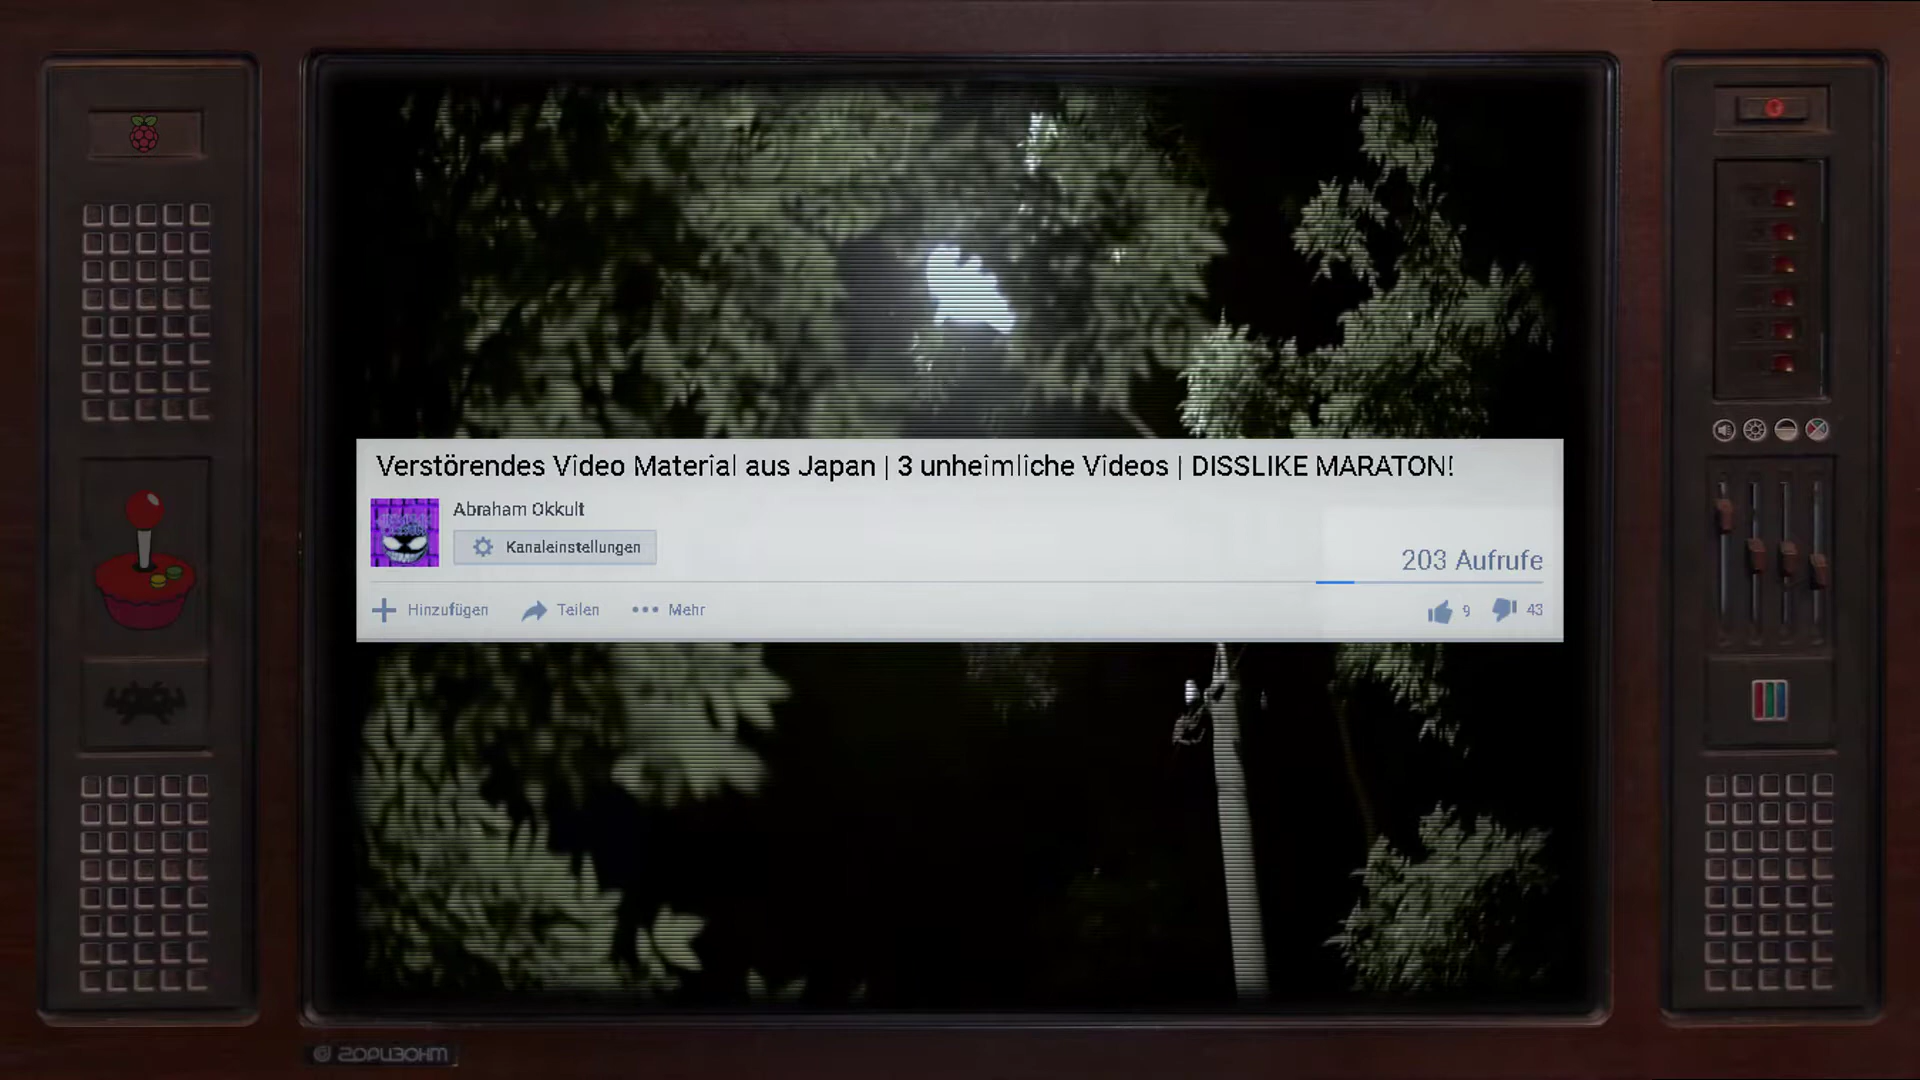 Verstörendes Video Material aus Japan | 3 unheimliche Videos | DISSLIKE MARATON!
Abraham Okkult
Kanaleinstellungen
203 Aufrufe
Hinzufügen Teilen Mehr 9 43